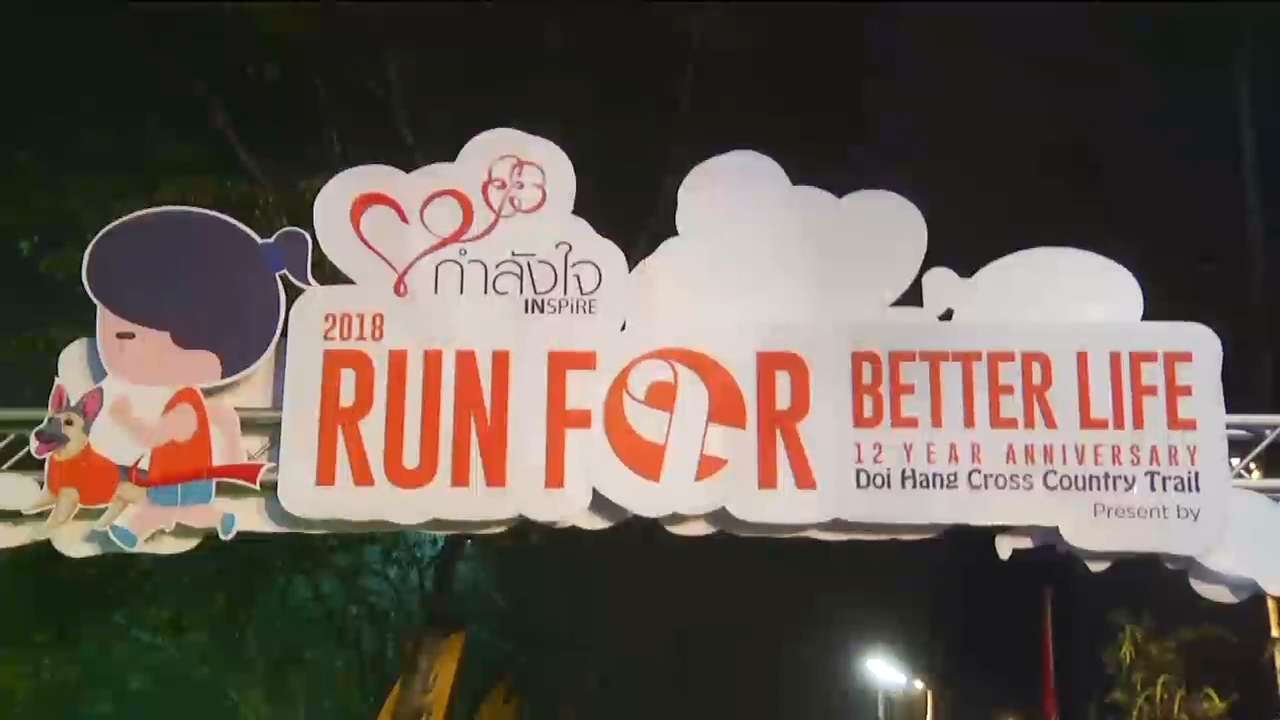 กำลังใจ
INSPiRE
2018
RUN FOR
BETTER LIFE
12 YEAR ANNIVERSARY
Doi Hang Cross Country Trail
Present by